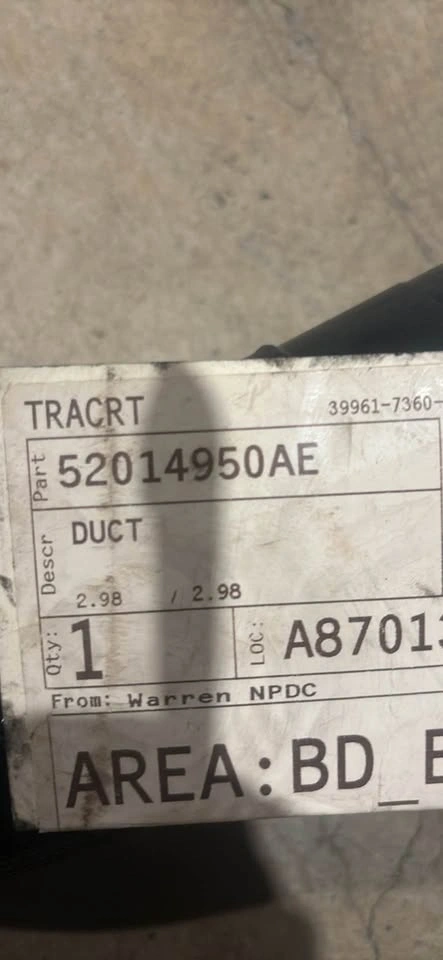 TRACRT 39961-7360-
Part 52014950AE
Descr DUCT
2.98 / 2.98
Qty: 1 LOC: A8701
From: Warren NPDC
AREA:BD_E